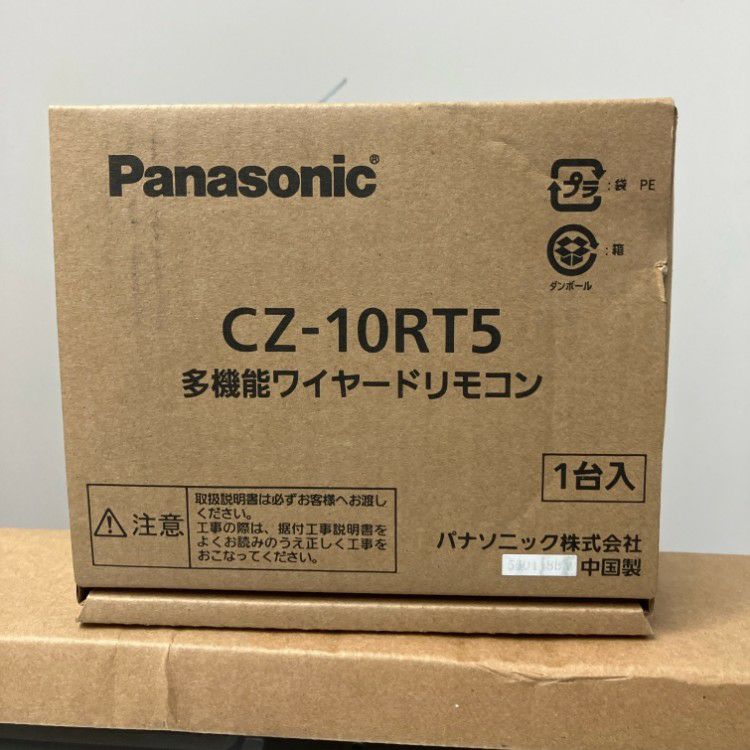 Panasonic®
プラ :袋 PE
:箱
ダンボール
CZ-10RT5
多機能ワイヤードリモコン
1台入
注意
取扱説明書は必ずお客様へお渡し
ください。
工事の際は、据付工事説明書を
よくお読みのうえ正しく工事を
おこなってください。
パナソニック株式会社
中国製